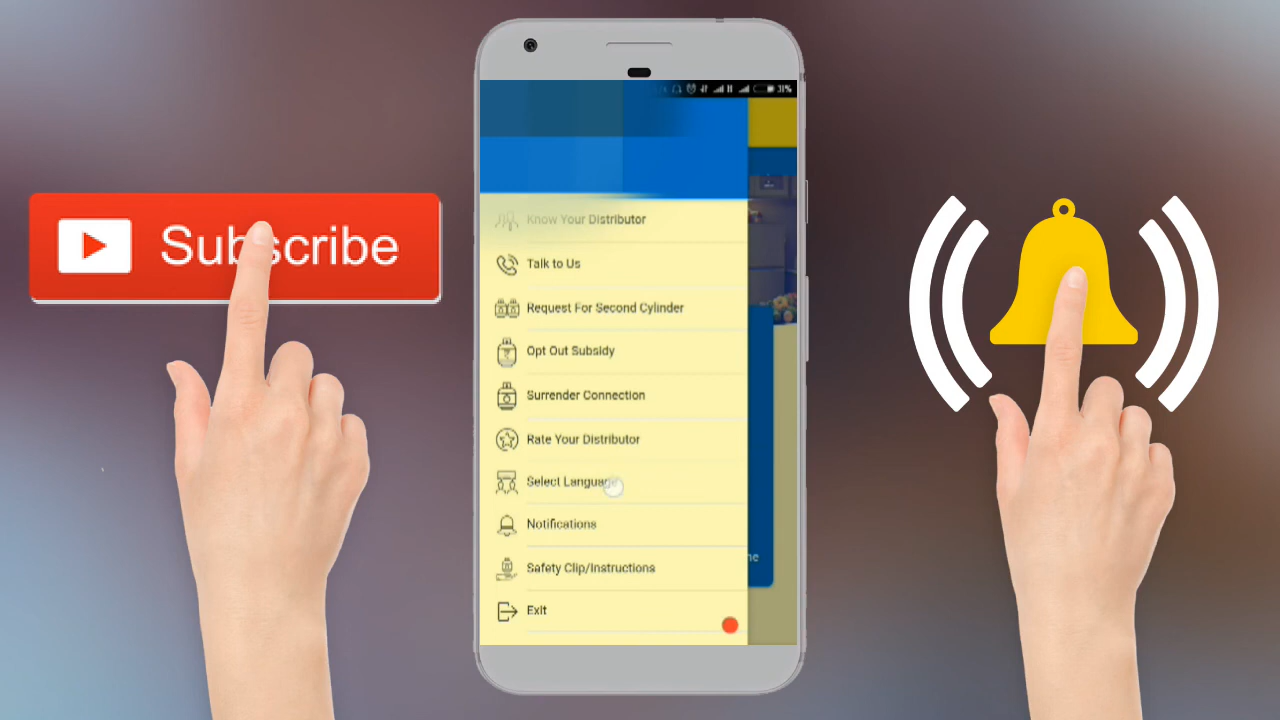 31%
Subscribe
Know Your Distributor
Talk to Us
Request For Second Cylinder
Opt Out Subsidy
Surrender Connection
Rate Your Distributor
Select Language
Notifications
Safety Clip/Instructions
Exit